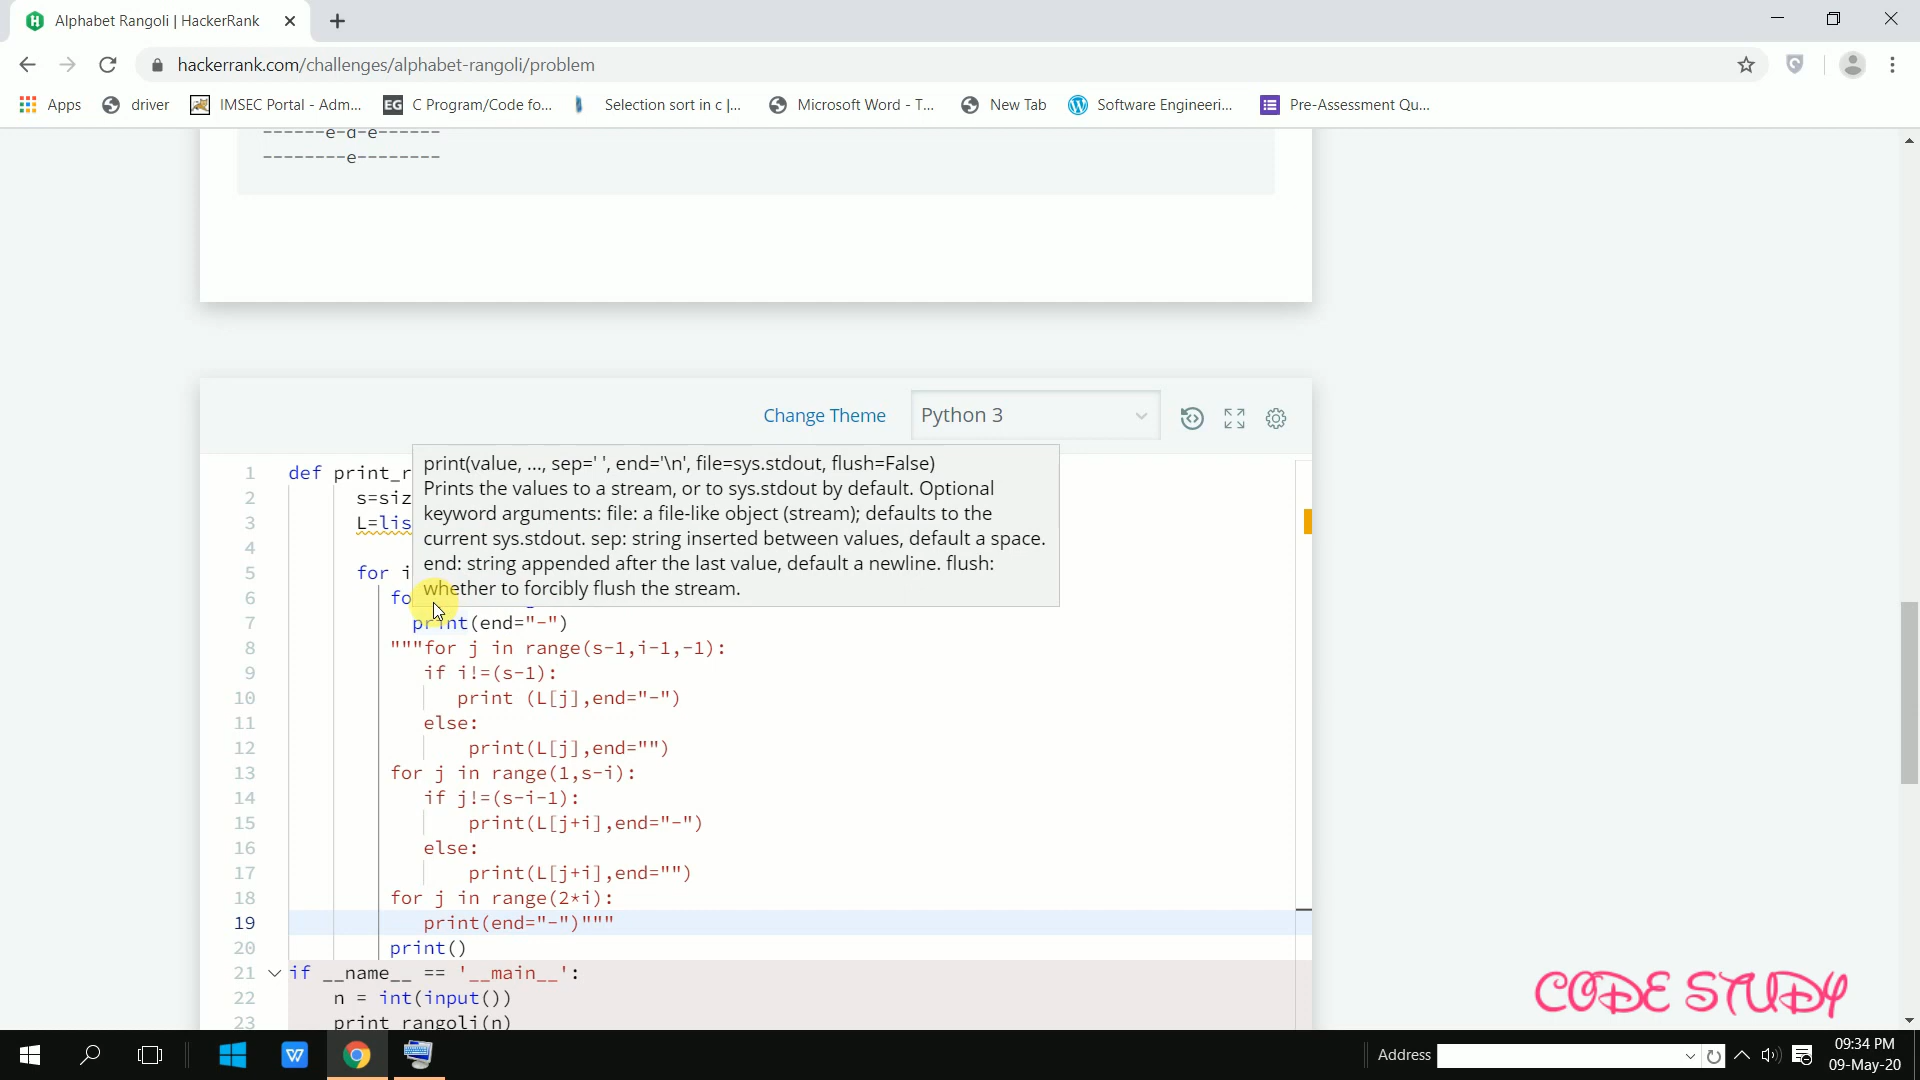 Alphabet Rangoli | HackerRank
hackerrank.com/challenges/alphabet-rangoli/problem
Apps driver IMSEC Portal - Adm... EG C Program/Code fo... Selection sort in c |... Microsoft Word - T... New Tab Software Engineeri... Pre-Assessment Qu...
------e-d-e------
--------e--------
Change Theme Python 3
print(value, ..., sep=' ', end='\n', file=sys.stdout, flush=False)
Prints the values to a stream, or to sys.stdout by default. Optional
keyword arguments: file: a file-like object (stream); defaults to the
current sys.stdout. sep: string inserted between values, default a space.
end: string appended after the last value, default a newline. flush:
whether to forcibly flush the stream.
1 def print_r
2 s=siz
3 L=lis
4
5 for i
6 fo
7 print(end="-")
8 """for j in range(s-1,i-1,-1):
9 if i!=(s-1):
10 print (L[j],end="-")
11 else:
12 print(L[j],end="")
13 for j in range(1,s-i):
14 if j!=(s-i-1):
15 print(L[j+i],end="-")
16 else:
17 print(L[j+i],end="")
18 for j in range(2*i):
19 print(end="-")"""
20 print()
21 if __name__ == '__main__':
22 n = int(input())
23 print_rangoli(n)
CODE STUDY
Address
09:34 PM
09-May-20